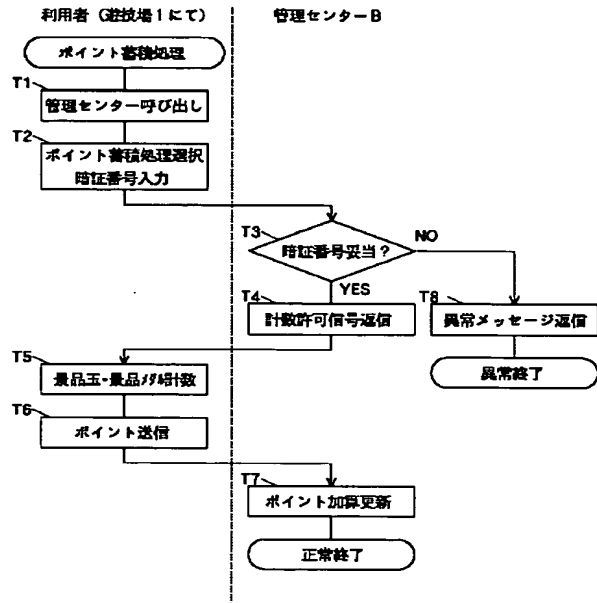 利用者（遊技場1にて）
管理センターB
ポイント蓄積処理
T1
管理センター呼び出し
T2
ポイント蓄積処理選択
暗証番号入力
T3
暗証番号妥当？
NO
YES
T4
計数許可信号返信
T8
異常メッセージ返信
異常終了
T5
景品玉・景品ﾒﾀﾙ計数
T6
ポイント送信
T7
ポイント加算更新
正常終了